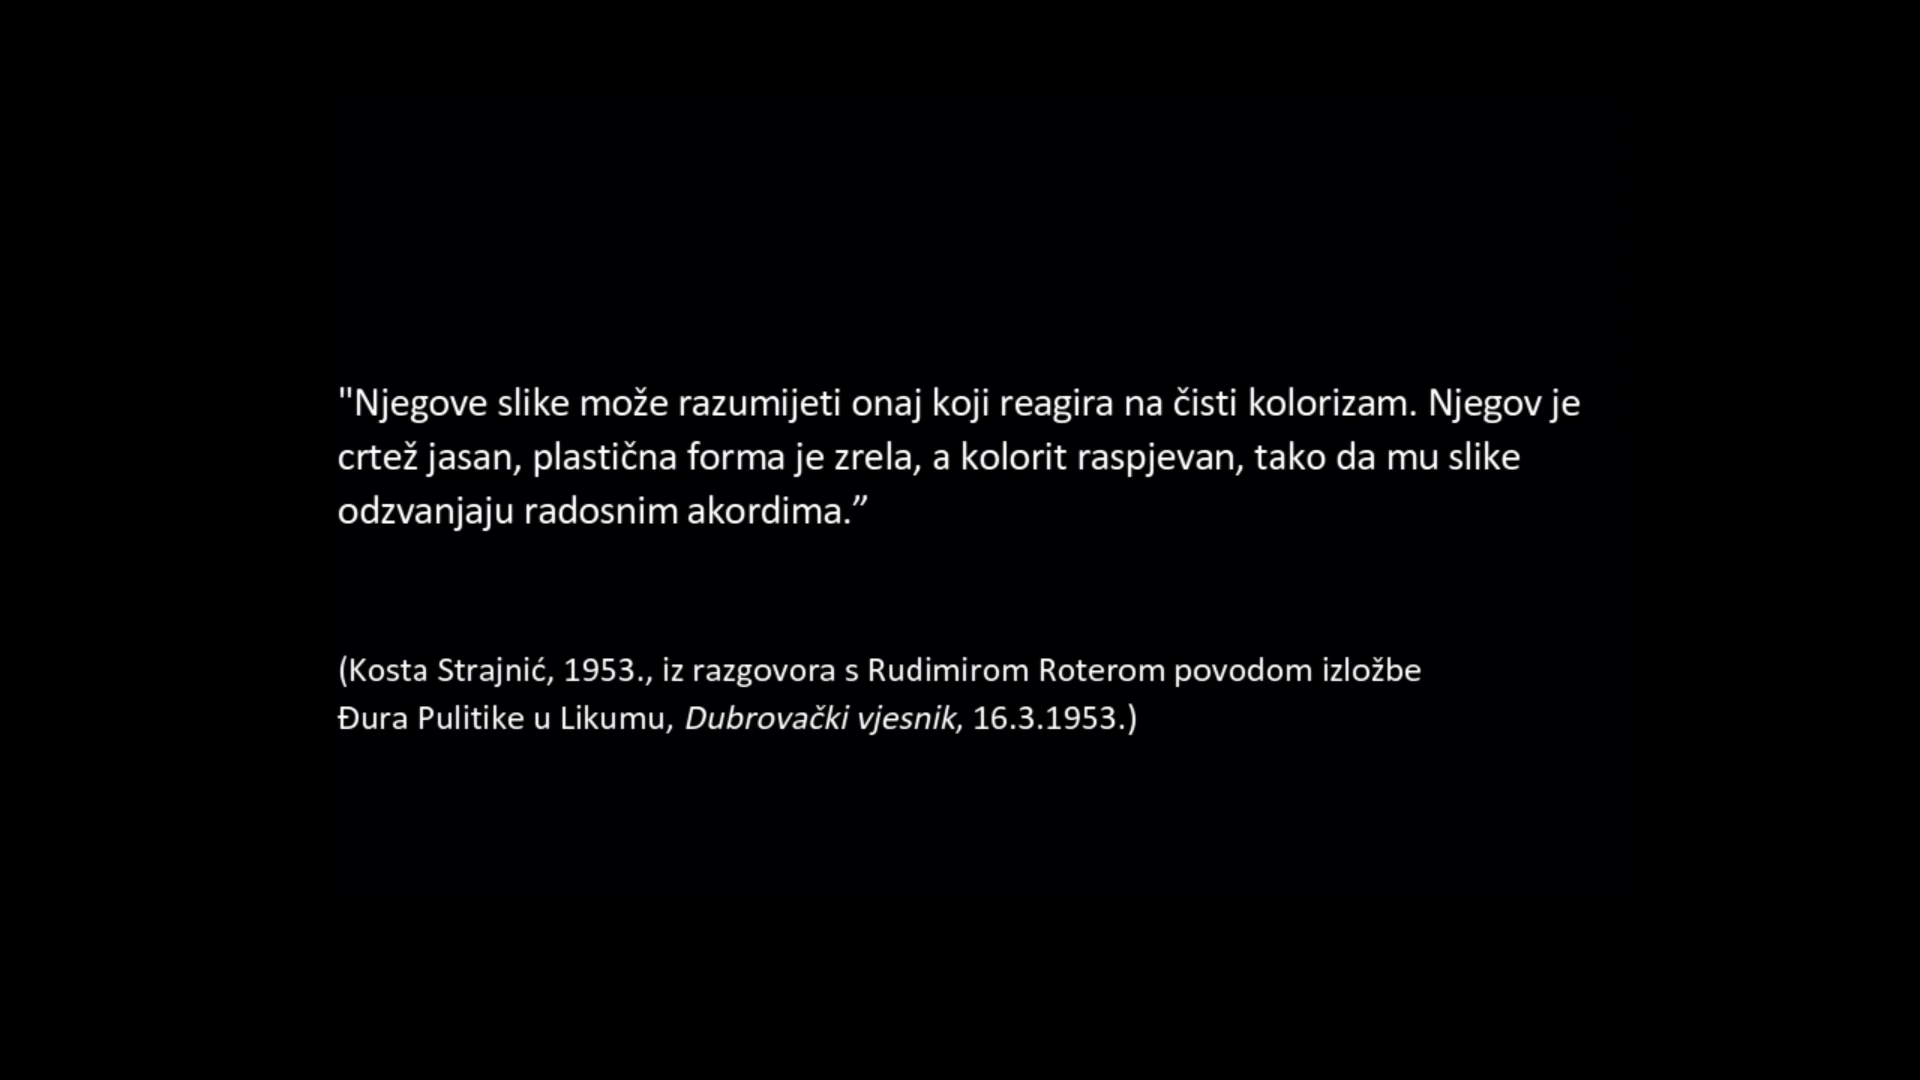 "Njegove slike može razumijeti onaj koji reagira na čisti kolorizam. Njegov je
crtež jasan, plastična forma je zrela, a kolorit raspjevan, tako da mu slike
odzvanjaju radosnim akordima.”
(Kosta Strajnić, 1953., iz razgovora s Rudimirom Roterom povodom izložbe
Đura Pulitike u Likumu, Dubrovački vjesnik, 16.3.1953.)